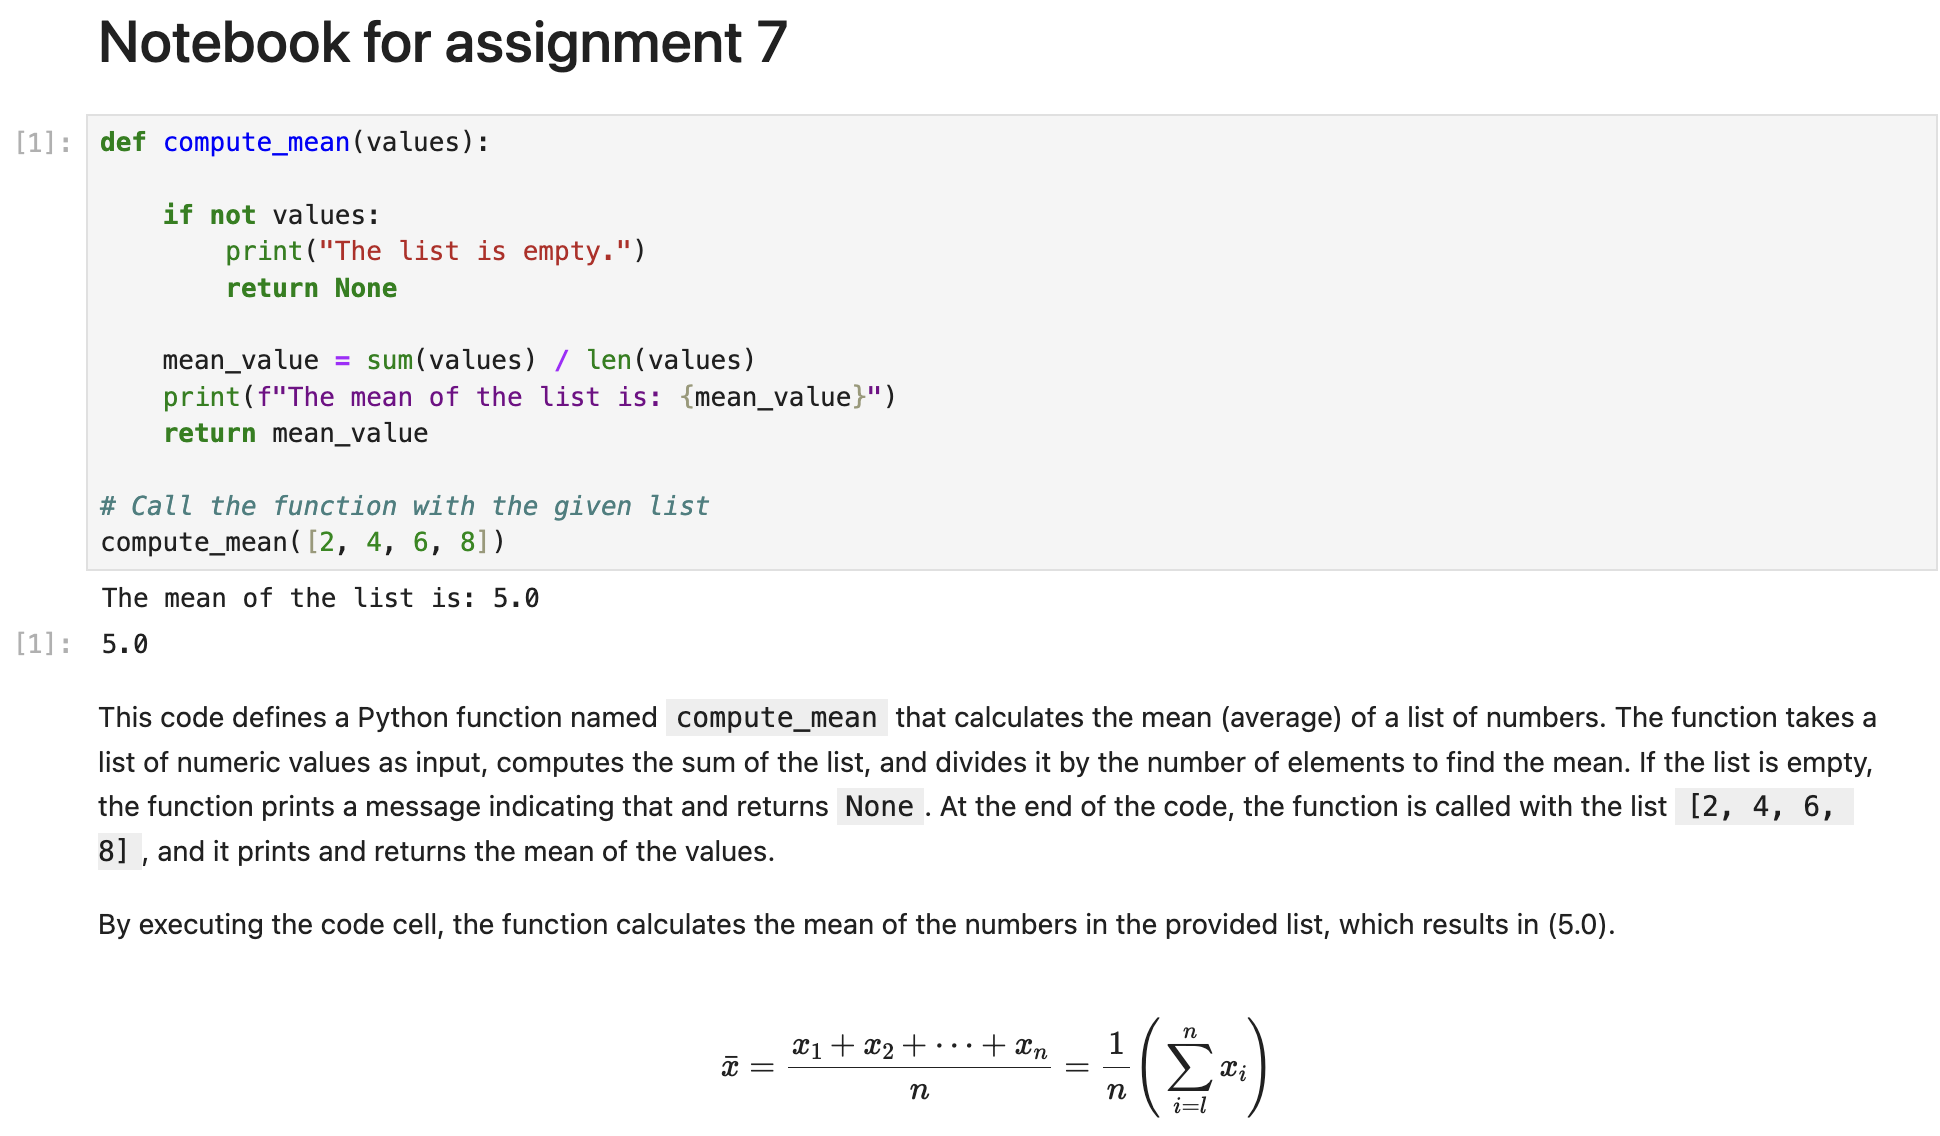 Notebook for assignment 7
[1]: def compute_mean(values):
    if not values:
        print("The list is empty.")
        return None
    mean_value = sum(values) / len(values)
    print(f"The mean of the list is: {mean_value}")
    return mean_value
# Call the function with the given list
compute_mean([2, 4, 6, 8])
The mean of the list is: 5.0
[1]: 5.0
This code defines a Python function named compute_mean that calculates the mean (average) of a list of numbers. The function takes a
list of numeric values as input, computes the sum of the list, and divides it by the number of elements to find the mean. If the list is empty,
the function prints a message indicating that and returns None . At the end of the code, the function is called with the list [2, 4, 6,
8] , and it prints and returns the mean of the values.
By executing the code cell, the function calculates the mean of the numbers in the provided list, which results in (5.0).
x̄ = \frac{x_1 + x_2 + ⋯ + x_n}{n} = \frac{1}{n} \left( \sum_{i=l}^{n} x_i \right)